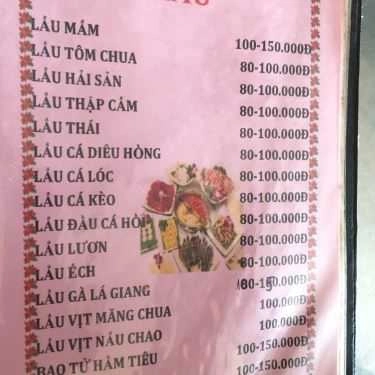 LẨU MẮM 100-150.000Đ
LẨU TÔM CHUA 80-100.000Đ
LẨU HẢI SẢN 80-100.000Đ
LẨU THẬP CẨM 80-100.000Đ
LẨU THÁI 80-100.000Đ
LẨU CÁ DIÊU HỒNG 80-100.000Đ
LẨU CÁ LÓC 80-100.000Đ
LẨU CÁ KÈO 80-100.000Đ
LẨU ĐẦU CÁ HỒI 80-100.000Đ
LẨU LƯƠN 80-100.000Đ
LẨU ẾCH
LẨU GÀ LÁ GIANG 100.000Đ
LẨU VỊT MĂNG CHUA 100.000Đ
LẨU VỊT NẤU CHAO 100-150.000Đ
BAO TỬ HẦM TIÊU 100-150.000Đ